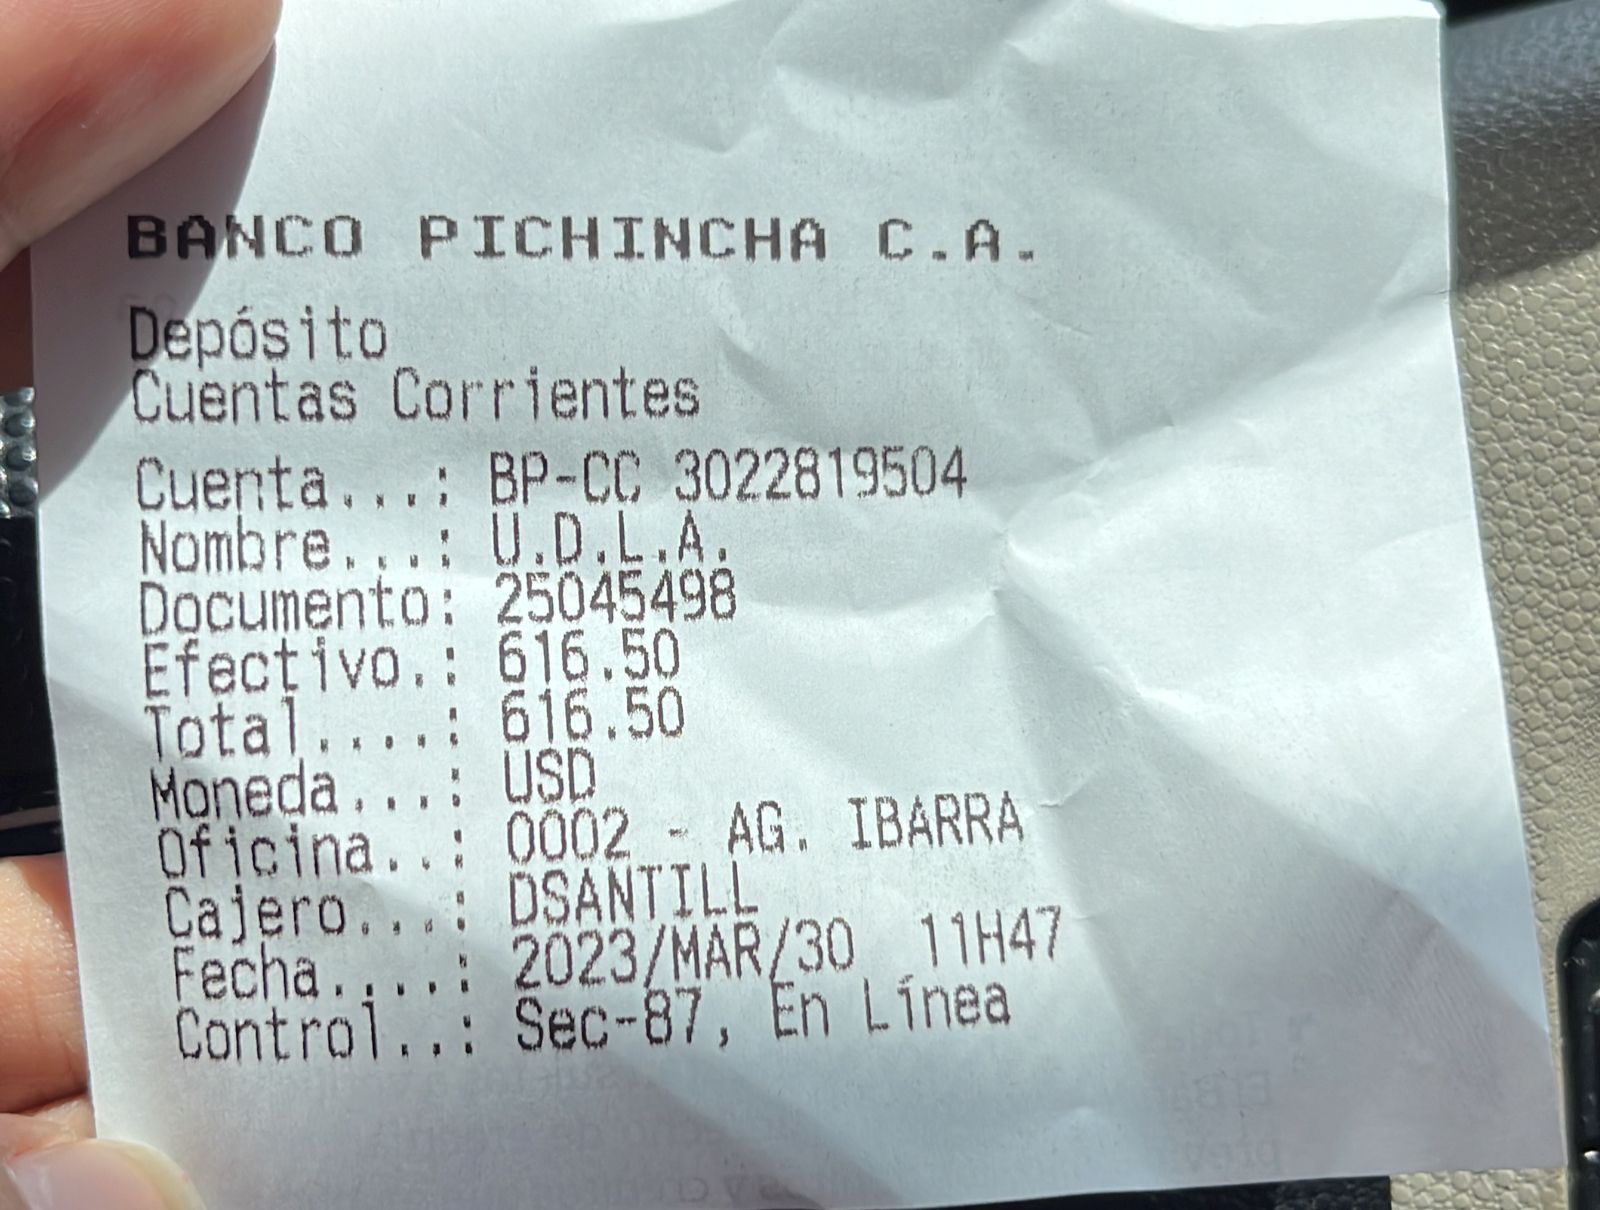 BANCO PICHINCHA C.A.
Depósito
Cuentas Corrientes
Cuenta...: BP-CC 3022819504
Nombre...: U.D.L.A.
Documento: 25045498
Efectivo.: 616.50
Total....: 616.50
Moneda...: USD
Oficina..: 0002 - AG. IBARRA
Cajero...: DSANTILL
Fecha....: 2023/MAR/30 11H47
Control..: Sec-87, En Línea